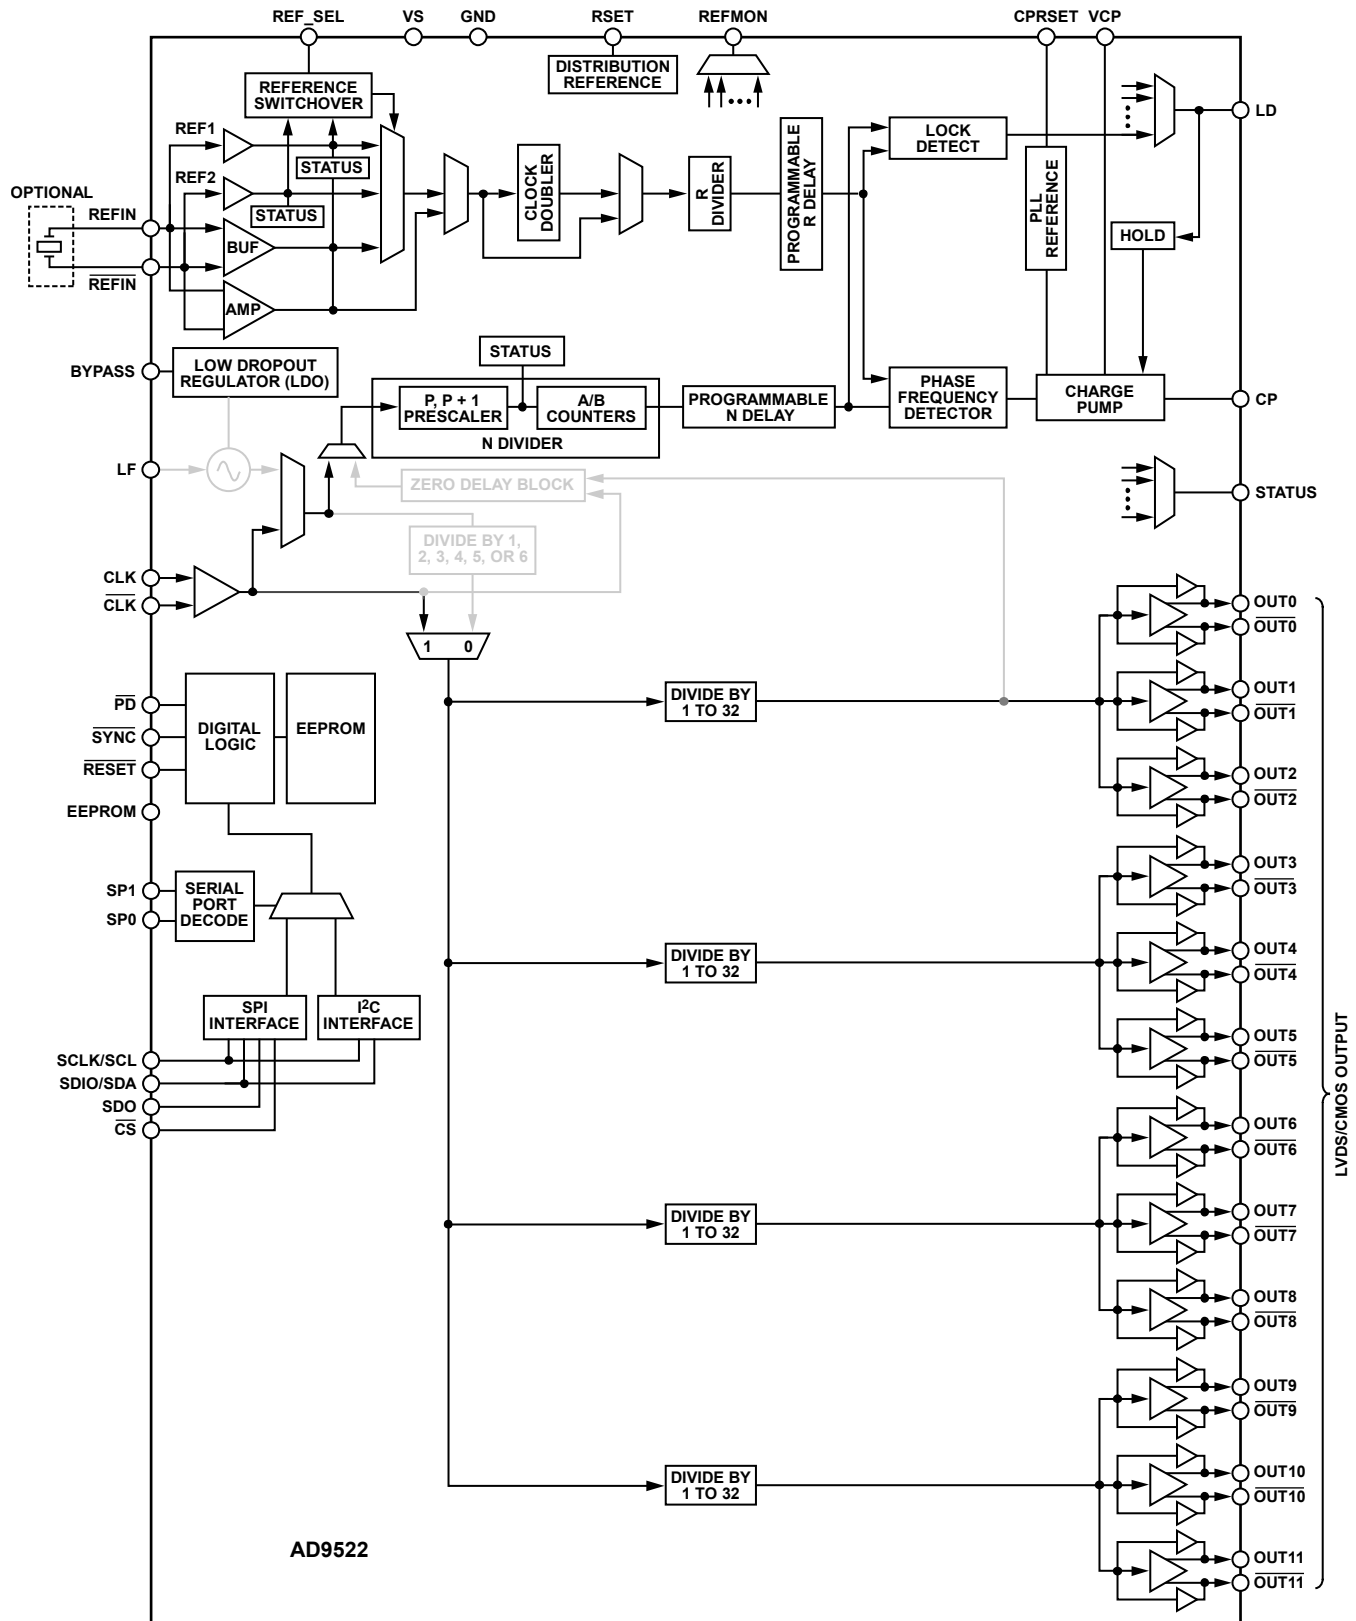 REF_SEL VS GND RSET REFMON CPRSET VCP
DISTRIBUTION
REFERENCE
REFERENCE
SWITCHOVER
REF1
STATUS
REF2
STATUS
BUF
AMP
OPTIONAL
REFIN
REFIN
CLOCK
DOUBLER
R
DIVIDER
PROGRAMMABLE
R DELAY
LOCK
DETECT
PLL
REFERENCE
HOLD
LD
BYPASS
LOW DROPOUT
REGULATOR (LDO)
STATUS
P, P + 1
PRESCALER
A/B
COUNTERS
N DIVIDER
PROGRAMMABLE
N DELAY
PHASE
FREQUENCY
DETECTOR
CHARGE
PUMP
CP
LF
ZERO DELAY BLOCK
STATUS
DIVIDE BY 1,
2, 3, 4, 5, OR 6
CLK
CLK
1 0
PD
SYNC
RESET
EEPROM
DIGITAL
LOGIC
EEPROM
SP1
SP0
SERIAL
PORT
DECODE
SPI
INTERFACE
I²C
INTERFACE
SCLK/SCL
SDIO/SDA
SDO
CS
DIVIDE BY
1 TO 32
DIVIDE BY
1 TO 32
DIVIDE BY
1 TO 32
DIVIDE BY
1 TO 32
OUT0
OUT0
OUT1
OUT1
OUT2
OUT2
OUT3
OUT3
OUT4
OUT4
OUT5
OUT5
OUT6
OUT6
OUT7
OUT7
OUT8
OUT8
OUT9
OUT9
OUT10
OUT10
OUT11
OUT11
LVDS/CMOS OUTPUT
AD9522